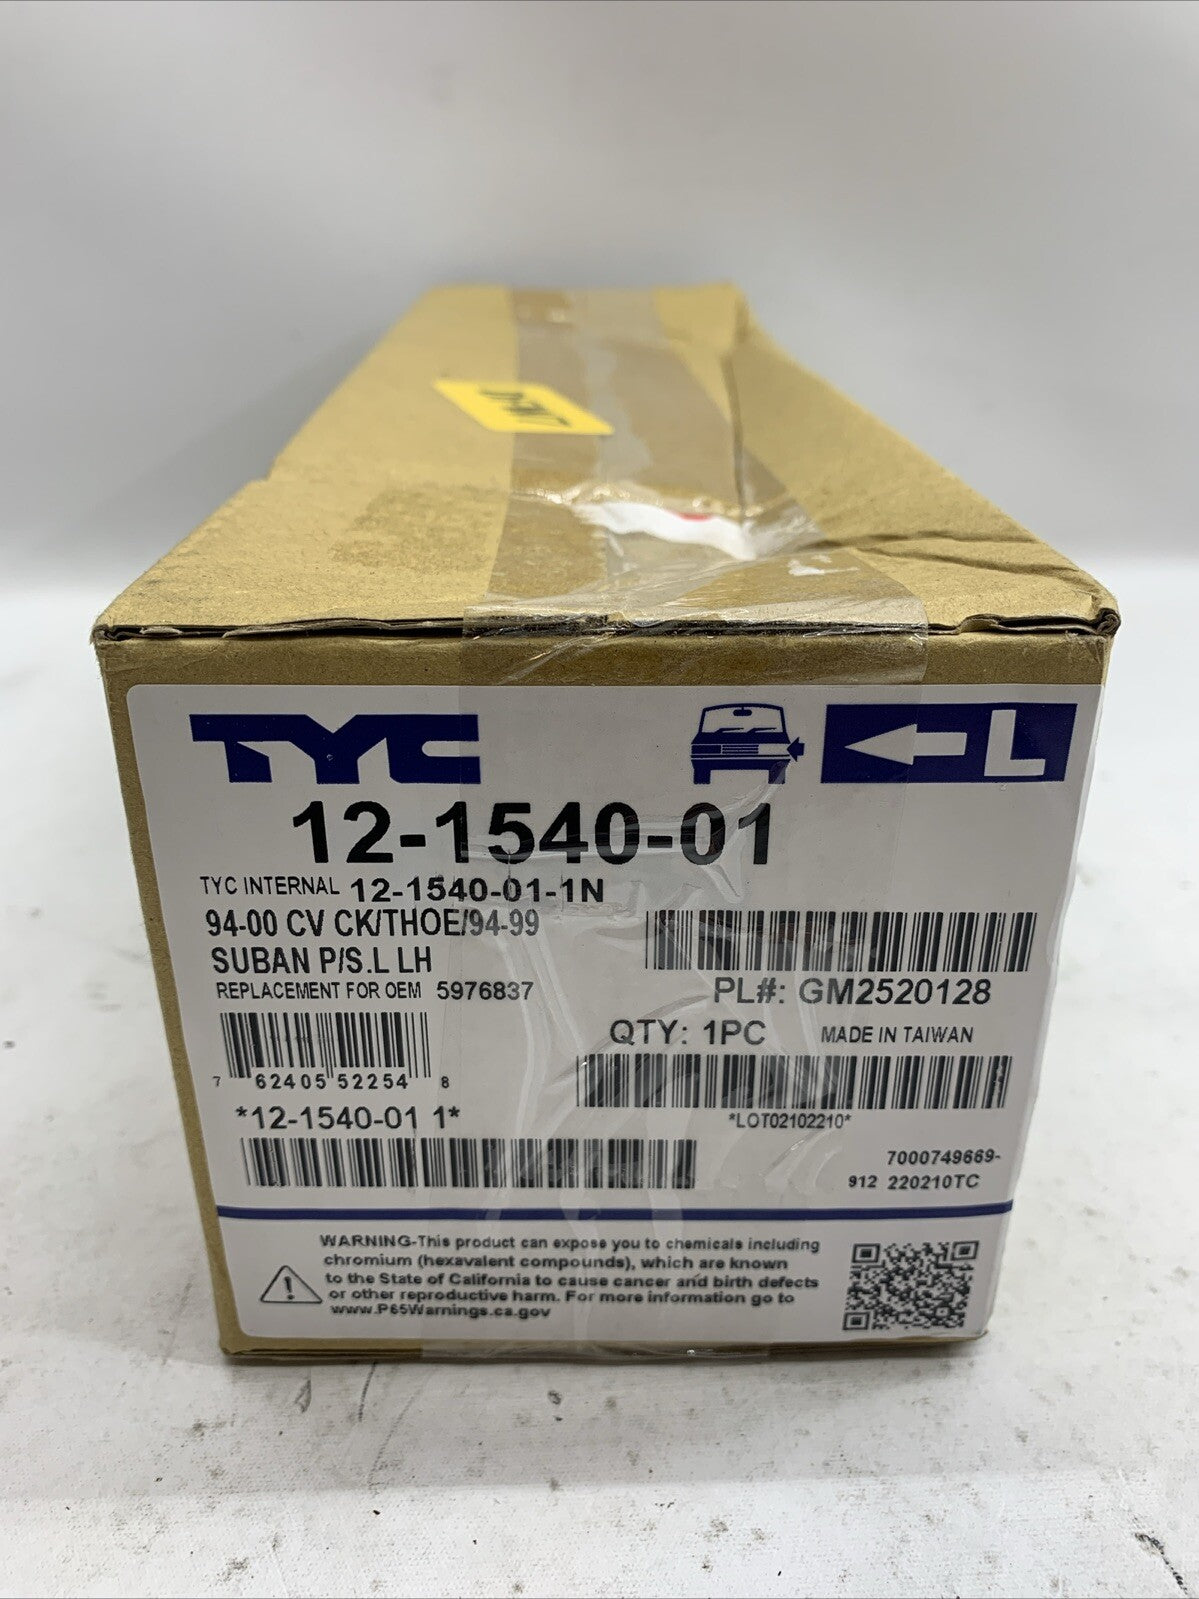 TYC
L
12-1540-01
TYC INTERNAL 12-1540-01-1N
94-00 CV CK/THOE/94-99
SUBAN P/S.L LH
REPLACEMENT FOR OEM 5976837
PL#: GM2520128
QTY: 1PC MADE IN TAIWAN
7 62405 52254 8
*LOT02102210*
*12-1540-01 1*
7000749669-
912 220210TC
WARNING-This product can expose you to chemicals including
chromium (hexavalent compounds), which are known
to the State of California to cause cancer and birth defects
or other reproductive harm. For more information go to
www.P65Warnings.ca.gov